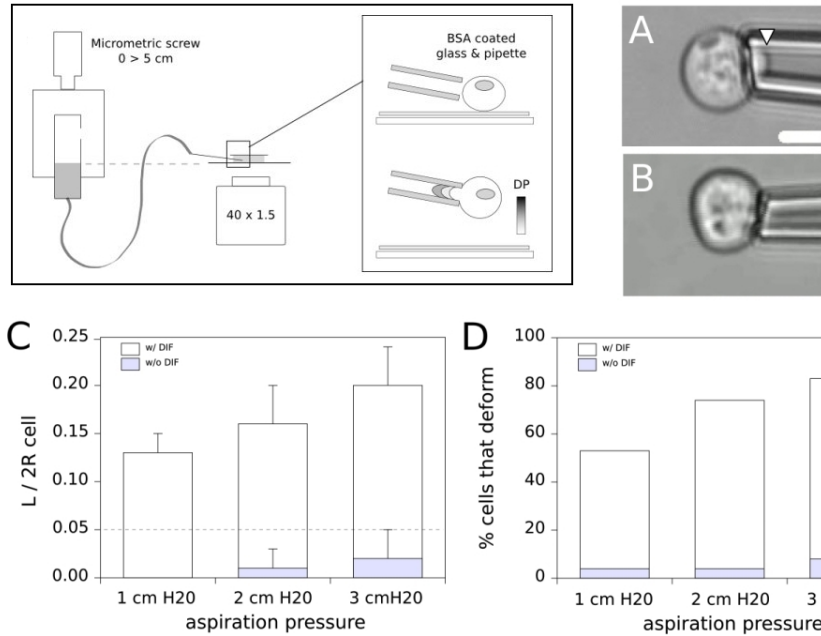 Micrometric screw
0 > 5 cm
40 x 1.5
BSA coated
glass & pipette
DP
A
B
C
w/ DIF
w/o DIF
0.25
0.20
0.15
0.10
0.05
0.00
L / 2R cell
1 cm H20
2 cm H20
3 cmH20
aspiration pressure
D
w/ DIF
w/o DIF
100
80
60
40
20
0
% cells that deform
1 cm H20
2 cm H20
3
aspiration pressure